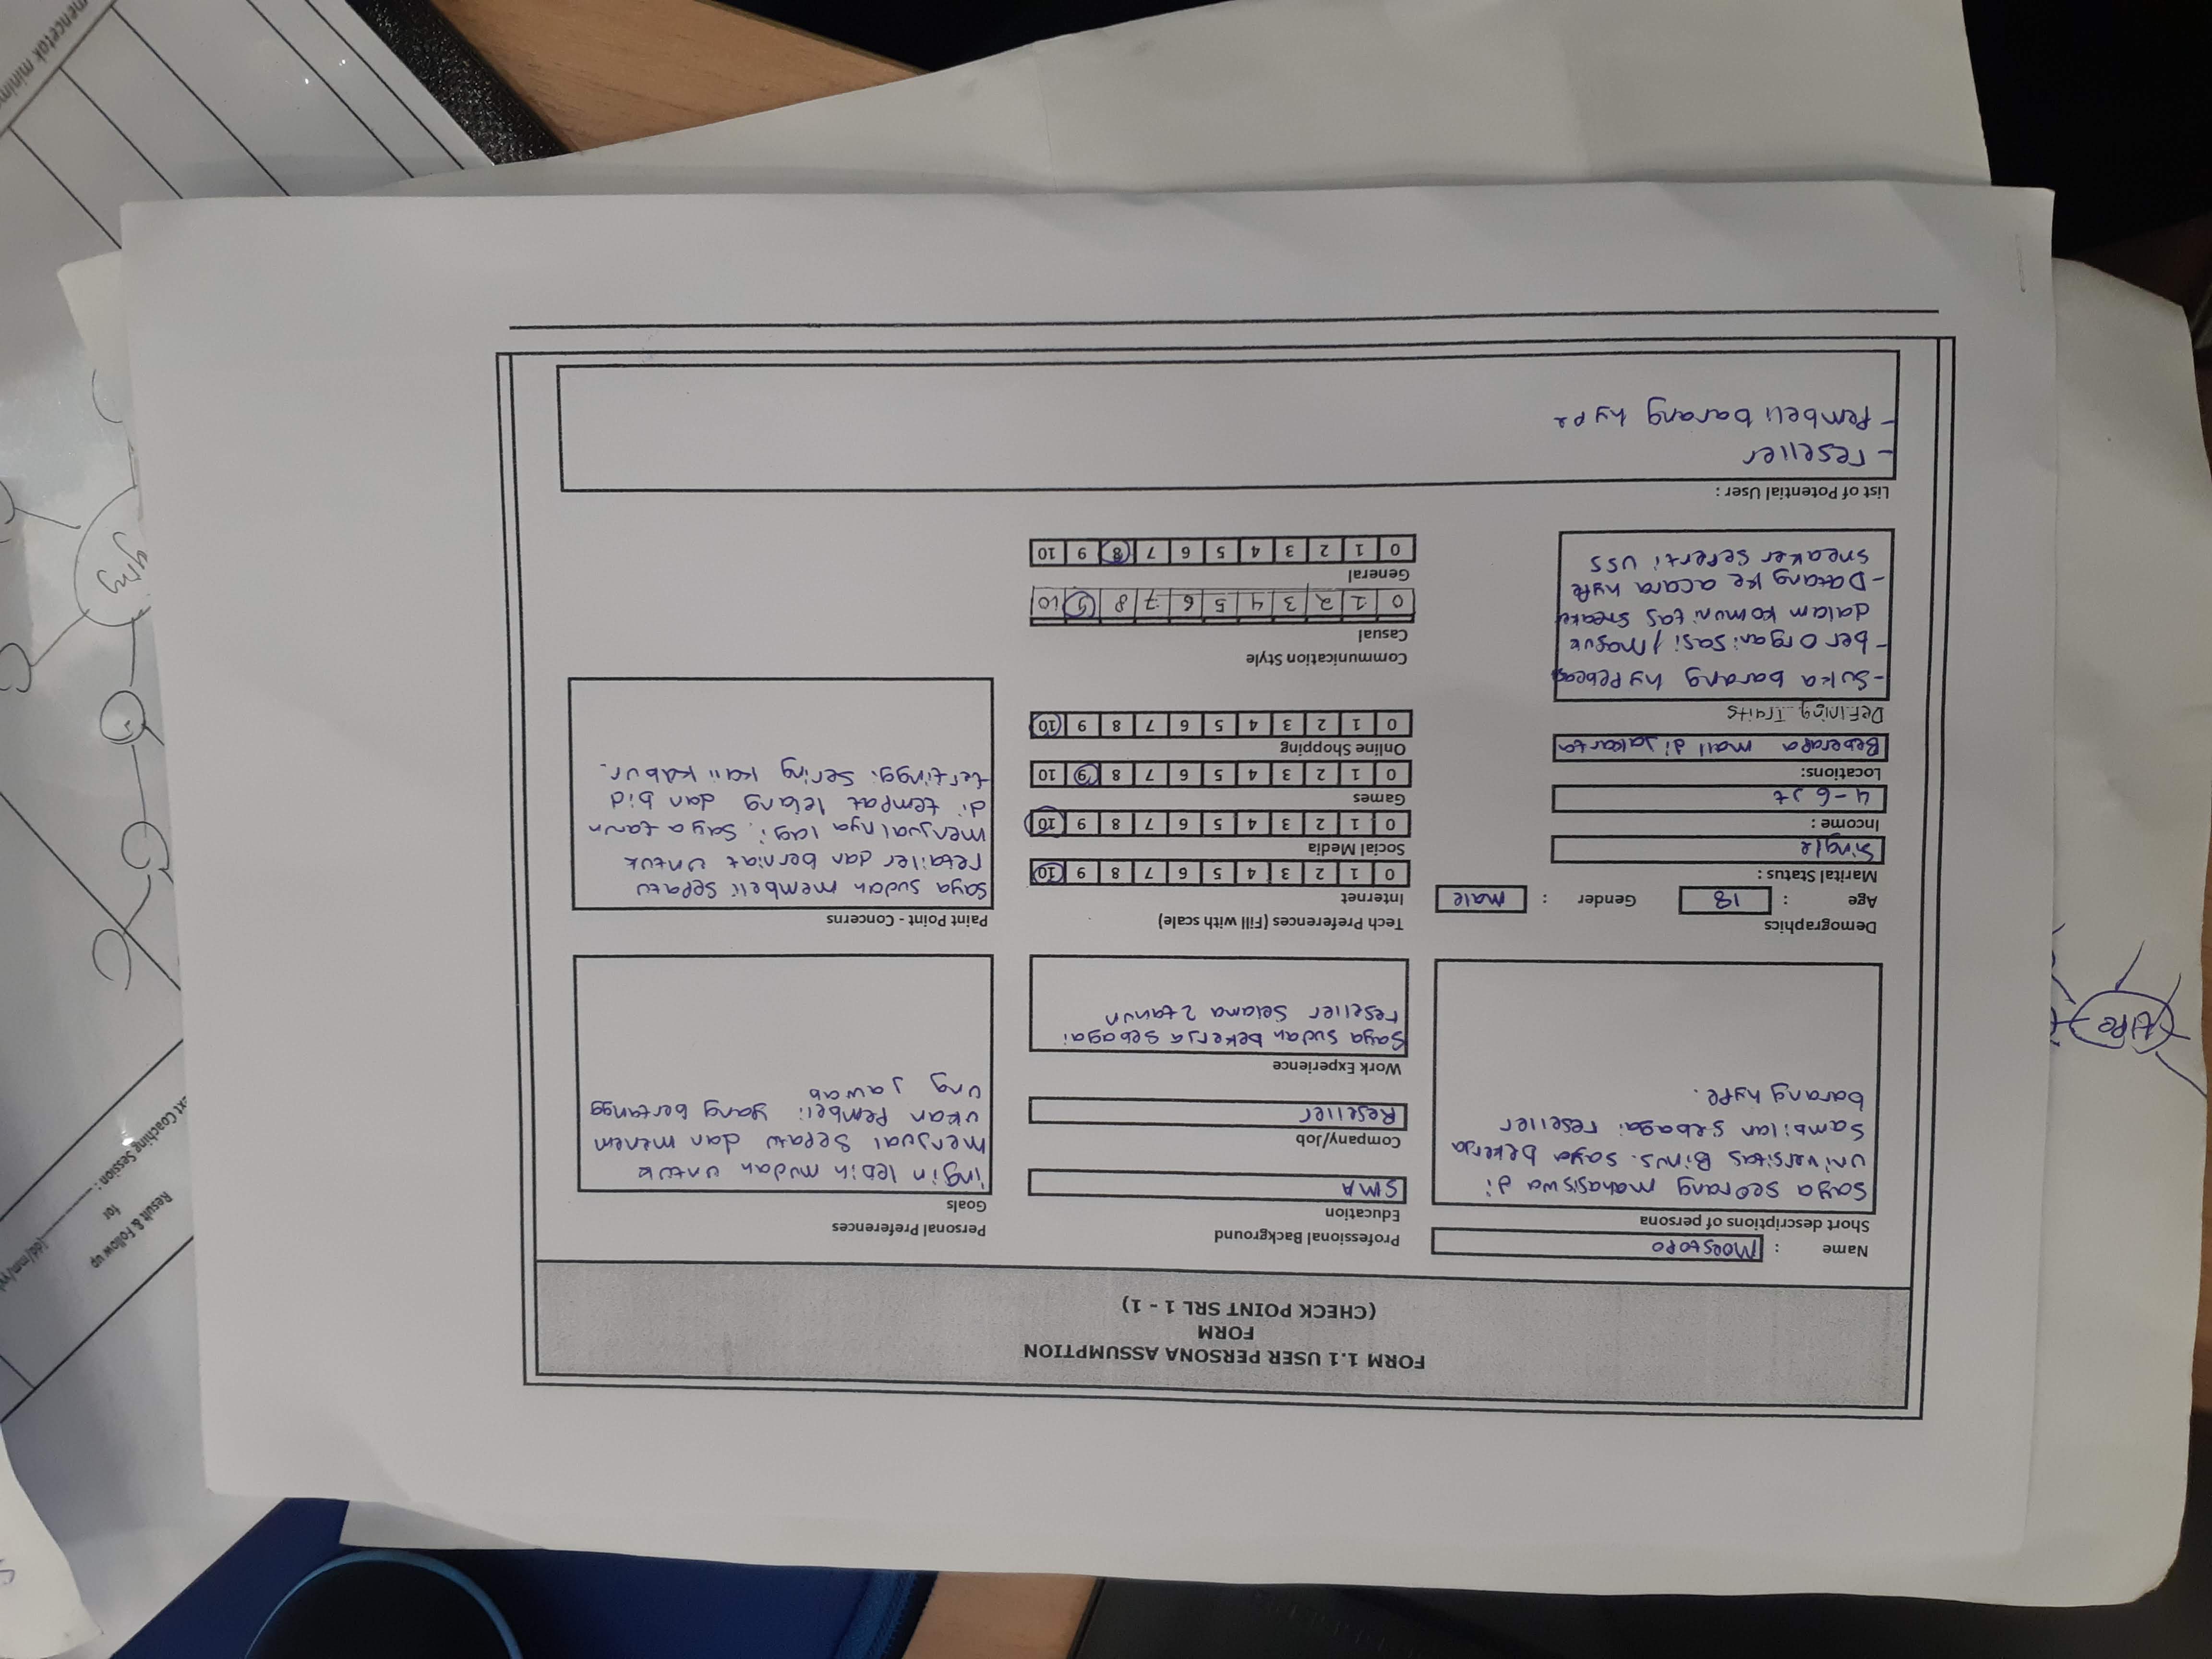 FORM 1.1 USER PERSONA ASSUMPTION
FORM
(CHECK POINT SRL 1 - 1)
Name : Moestopo
Short descriptions of persona
Saya seorang mahasiswa di
universitas Binus. saya bekerja
sambilan sebagai reseller
barang hype.
Demographics
Age : 18 Gender : male
Marital Status :
Single
Income :
4-6 Jt
Locations:
Beberapa mall di Jakarta
Defining Traits
- Suka barang hypebeast
- ber organisasi / masuk
dalam komunitas sneaker
- Datang ke acara hype
sneaker seperti USS
Professional Background
Education
SMA
Company/Job
Reseller
Work Experience
Saya sudah bekerja sebagai
reseller selama 2 tahun
Tech Preferences (Fill with scale)
Internet
0 1 2 3 4 5 6 7 8 9 10
Social Media
0 1 2 3 4 5 6 7 8 9 10
Games
0 1 2 3 4 5 6 7 8 9 10
Online Shopping
0 1 2 3 4 5 6 7 8 9 10
Communication Style
Casual
0 1 2 3 4 5 6 7 8 9 10
General
0 1 2 3 4 5 6 7 8 9 10
Personal Preferences
Goals
ingin lebih mudah untuk
menjual sepatu dan menem
ukan pembeli yang bertangg
ung jawab
Paint Point - Concerns
Saya sudah membeli sepatu
retailer dan berniat untuk
menjualnya lagi. Saya taruh
di tempat lelang dan bid
tertinggi sering kali kabur.
List of Potential User :
- reseller
- Pembeli barang hype
Result & Follow up
for
ext Coaching Session :
mencetak minim